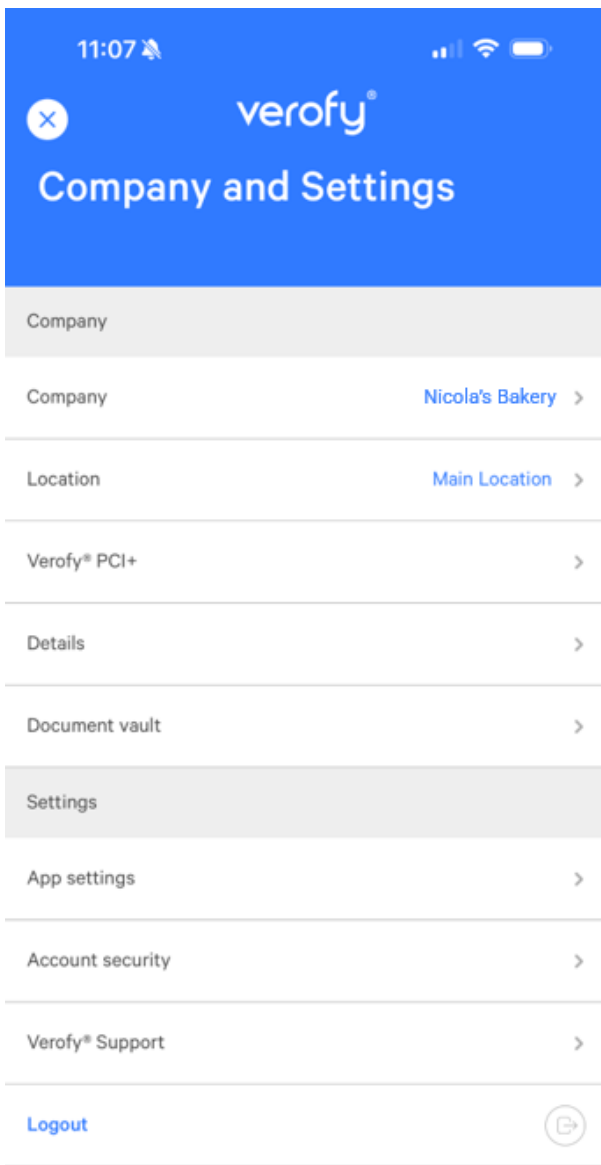 11:07
verofy®
Company and Settings
Company
Company Nicola's Bakery
Location Main Location
Verofy® PCI+
Details
Document vault
Settings
App settings
Account security
Verofy® Support
Logout